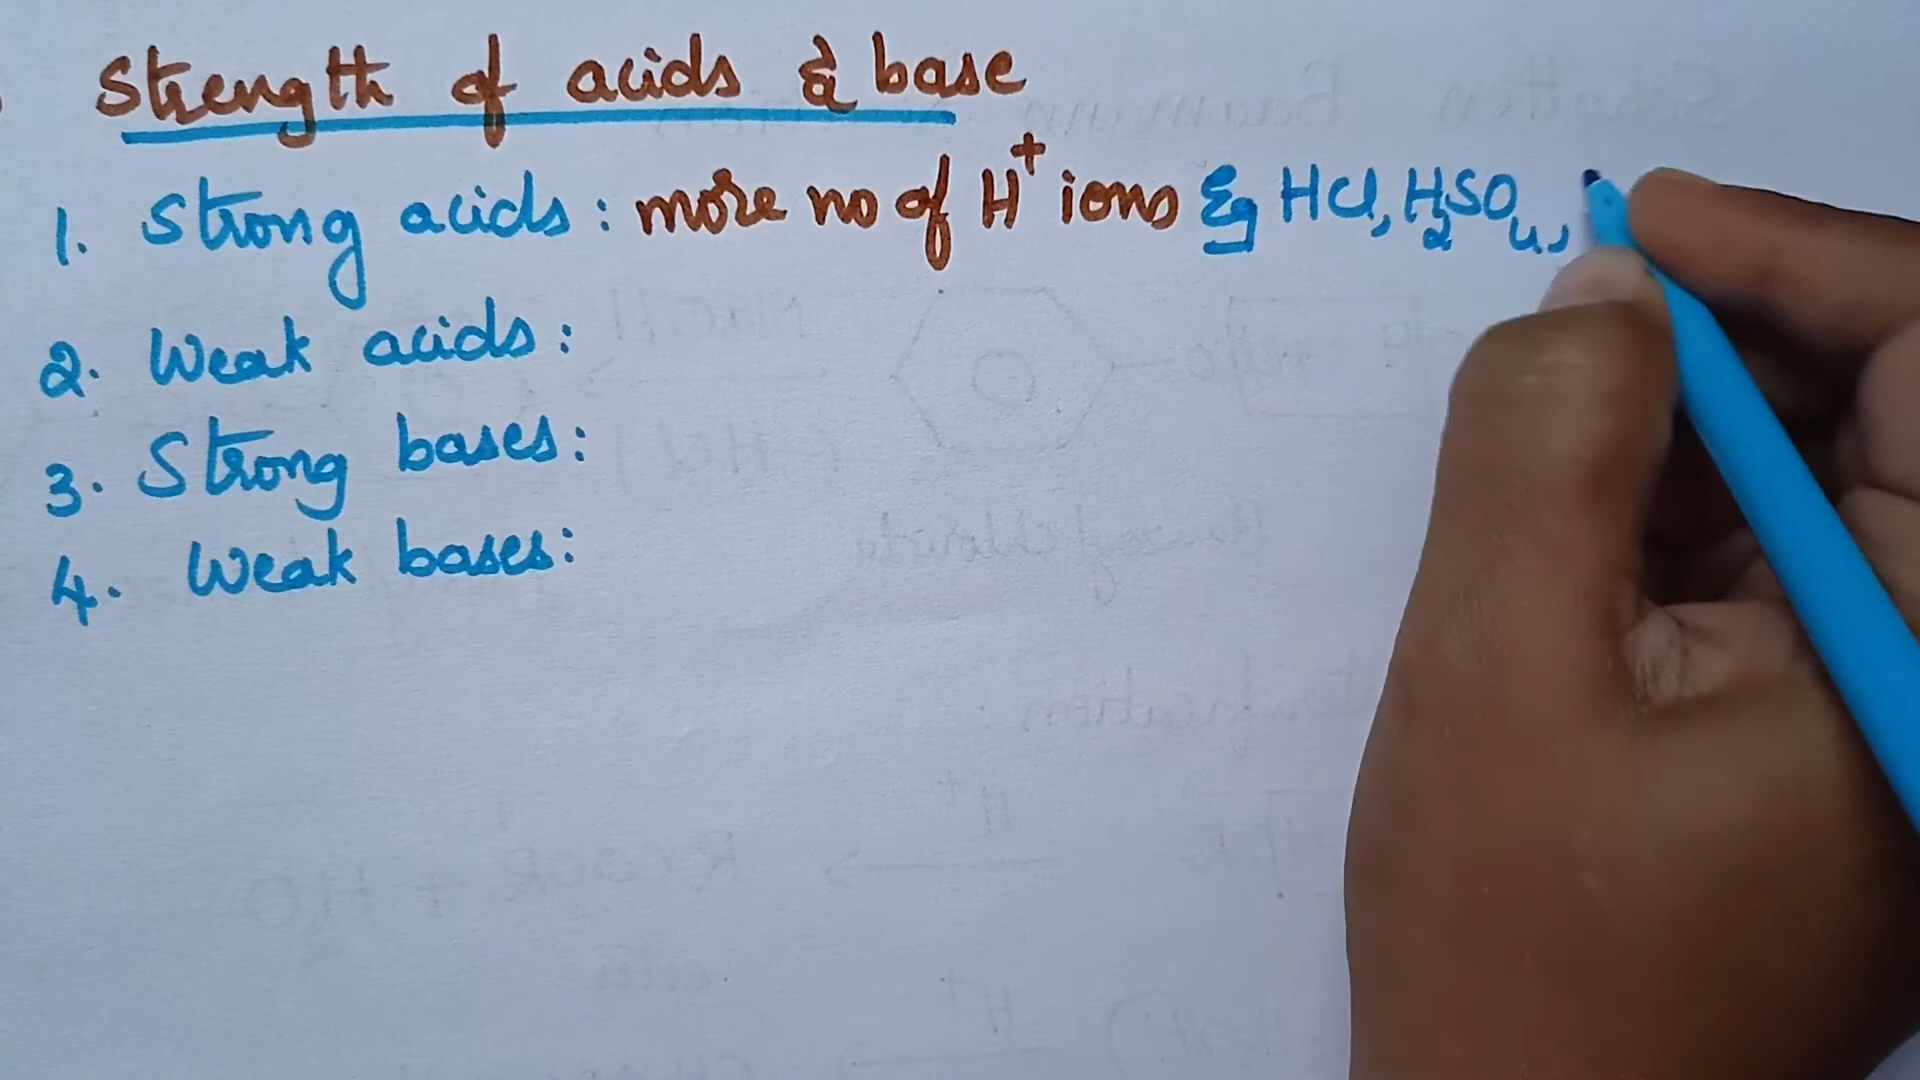 Strength of acids & base
1. Strong acids: more no of H⁺ ions Eg HCl, H₂SO₄,
2. Weak acids:
3. Strong bases:
4. Weak bases: